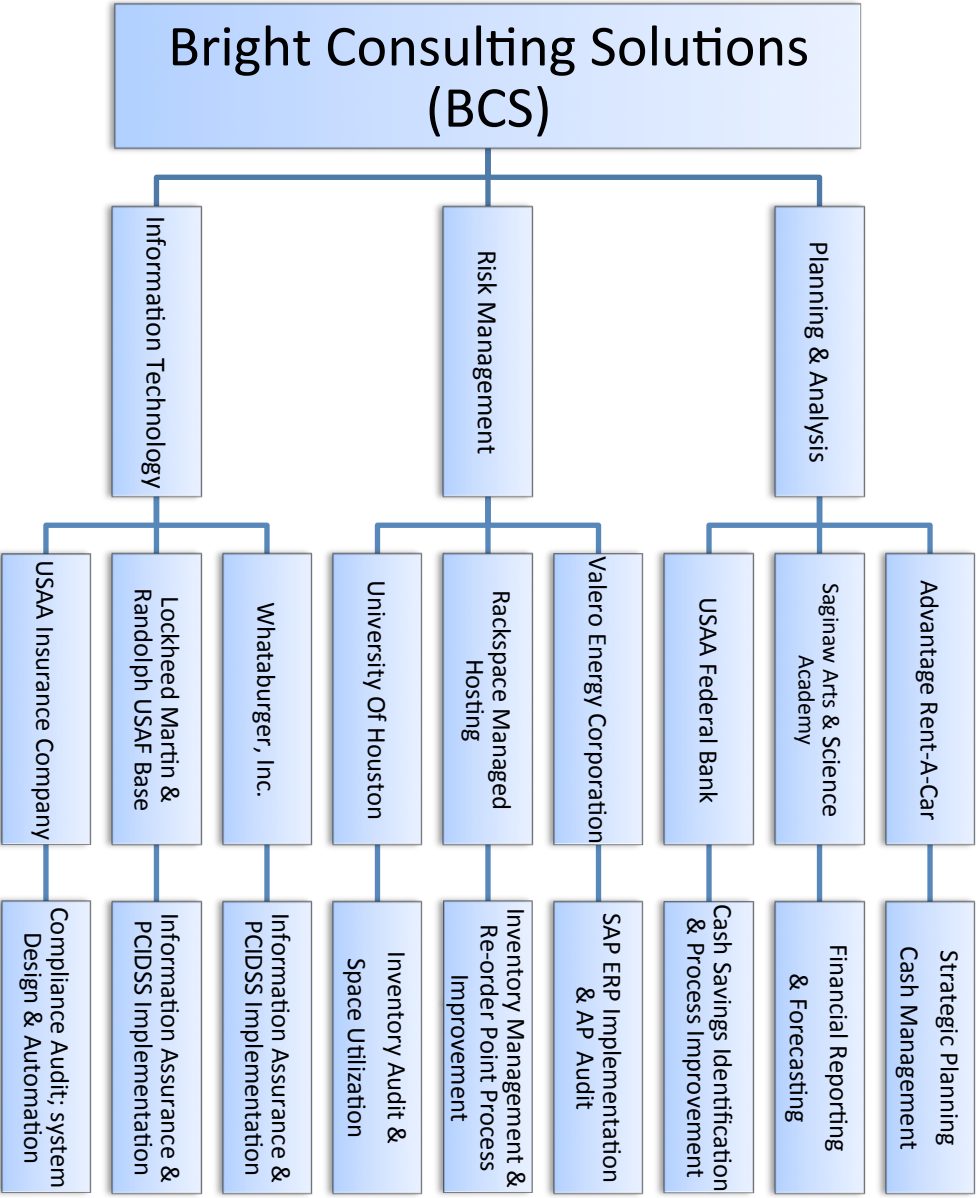 Bright Consulting Solutions
(BCS)
Information Technology
Risk Management
Planning & Analysis
USAA Insurance Company
Lockheed Martin &
Randolph USAF Base
Whataburger, Inc.
University Of Houston
Rackspace Managed
Hosting
Valero Energy Corporation
USAA Federal Bank
Saginaw Arts & Science
Academy
Advantage Rent-A-Car
Compliance Audit; system
Design & Automation
Information Assurance &
PCIDSS Implementation
Information Assurance &
PCIDSS Implementation
Inventory Audit &
Space Utilization
Inventory Management &
Re-order Point Process
Improvement
SAP ERP Implementation
& AP Audit
Cash Savings Identification
& Process Improvement
Financial Reporting
& Forecasting
Strategic Planning
Cash Management